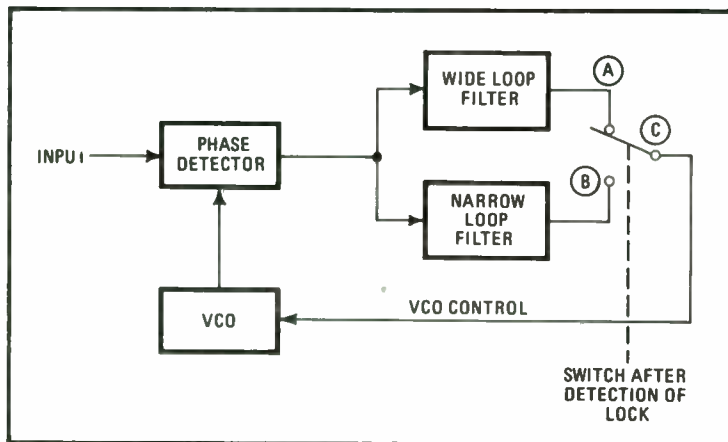 WIDE LOOP
FILTER
A
C
INPUT
PHASE
DETECTOR
B
NARROW
LOOP
FILTER
VCO
VCO CONTROL
SWITCH AFTER
DETECTION OF
LOCK